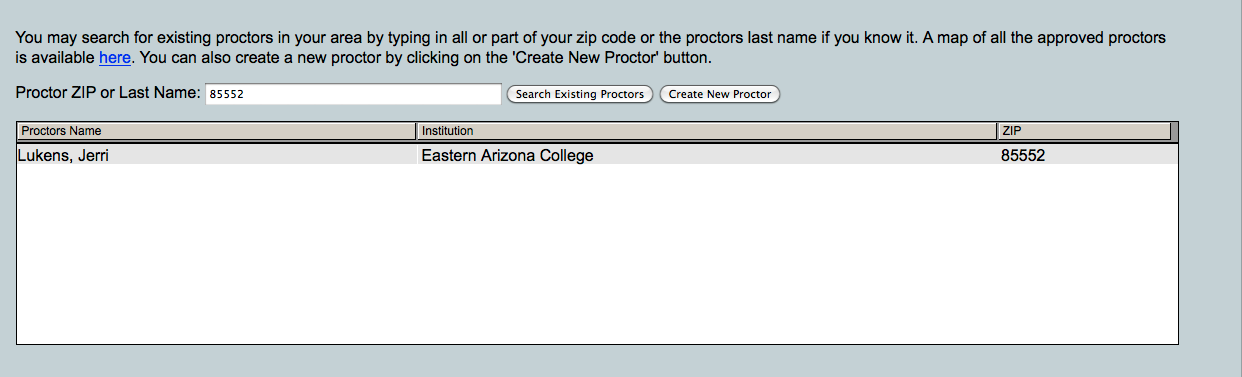 You may search for existing proctors in your area by typing in all or part of your zip code or the proctors last name if you know it. A map of all the approved proctors
is available here. You can also create a new proctor by clicking on the 'Create New Proctor' button.
Proctor ZIP or Last Name: 85552 Search Existing Proctors Create New Proctor
Proctors Name Institution ZIP
Lukens, Jerri Eastern Arizona College 85552